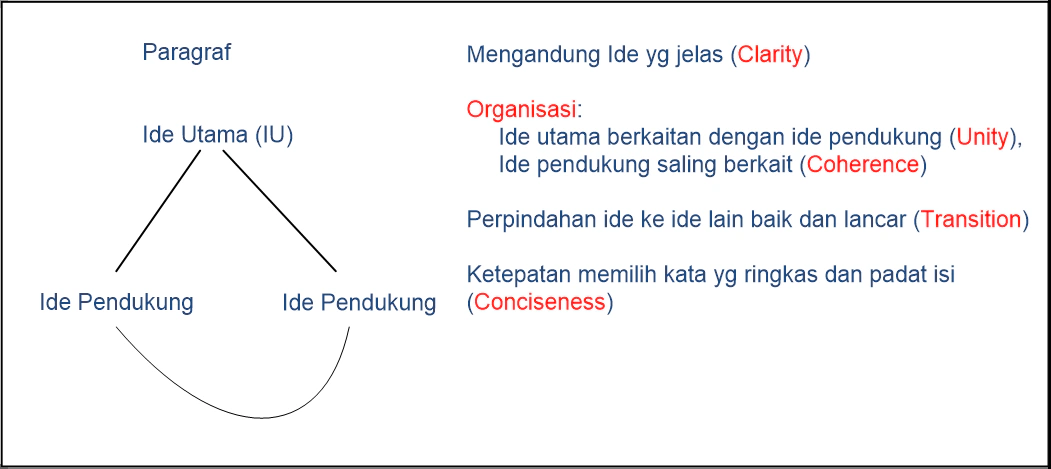 Paragraf
Ide Utama (IU)
Ide Pendukung
Ide Pendukung
Mengandung Ide yg jelas (Clarity)
Organisasi:
Ide utama berkaitan dengan ide pendukung (Unity),
Ide pendukung saling berkait (Coherence)
Perpindahan ide ke ide lain baik dan lancar (Transition)
Ketepatan memilih kata yg ringkas dan padat isi
(Conciseness)